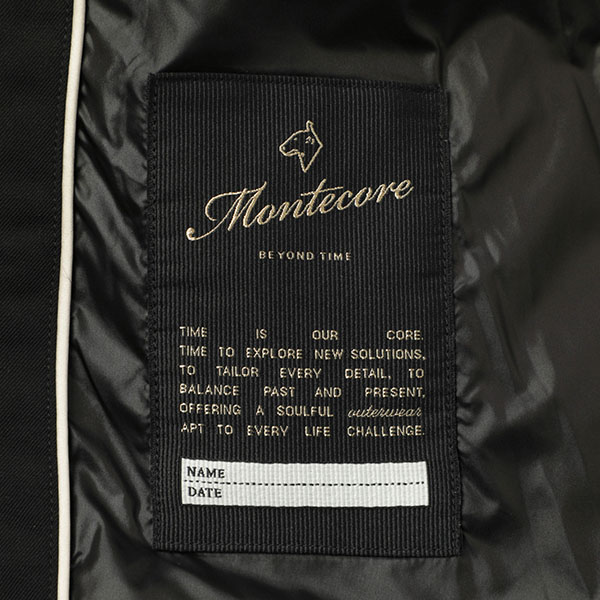 Montecore
BEYOND TIME
TIME IS OUR CORE.
TIME TO EXPLORE NEW SOLUTIONS,
TO TAILOR EVERY DETAIL, TO
BALANCE PAST AND PRESENT,
OFFERING A SOULFUL outerwear
APT TO EVERY LIFE CHALLENGE.
NAME
DATE